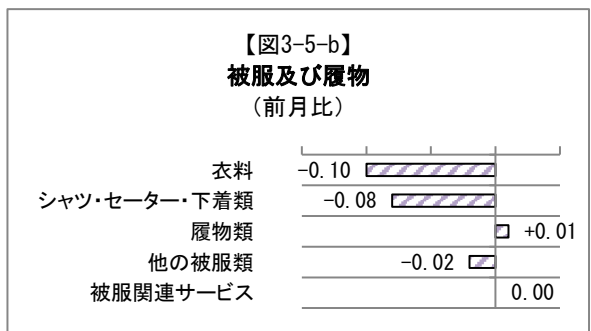 【図3-5-b】
被服及び履物
(前月比)
衣料 -0.10
シャツ・セーター・下着類 -0.08
履物類 +0.01
他の被服類 -0.02
被服関連サービス 0.00